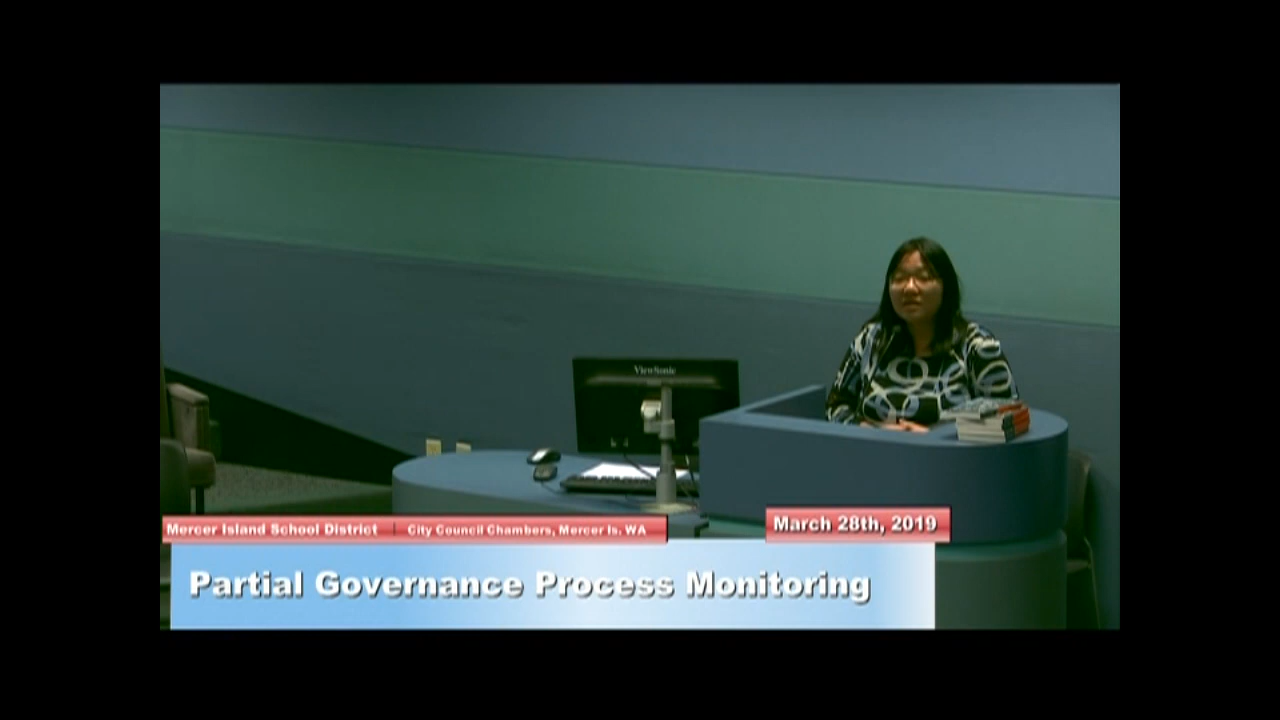 ViewSonic
Mercer Island School District | City Council Chambers, Mercer Is. WA
March 28th, 2019
Partial Governance Process Monitoring